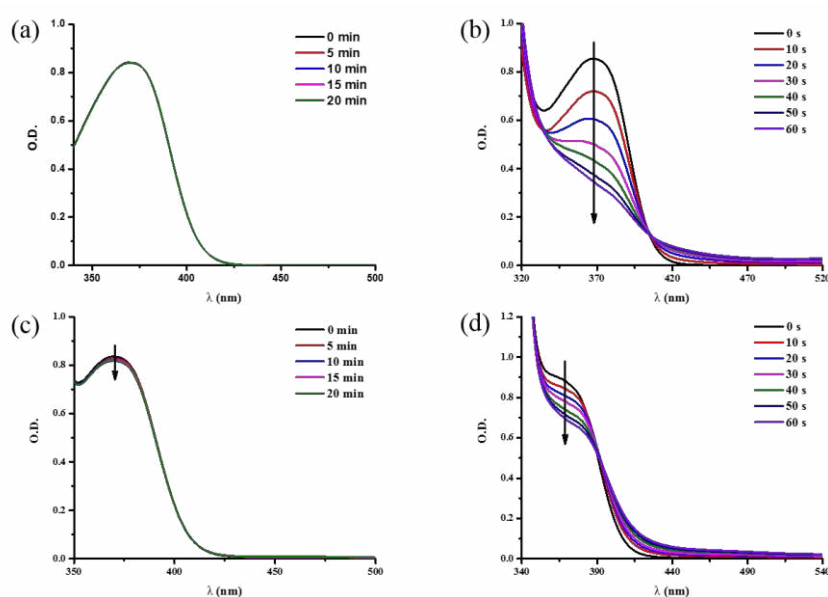 (a)
0 min
5 min
10 min
15 min
20 min
1.0
0.8
0.6
0.4
0.2
0.0
O.D.
350 400 450 500
λ (nm)
(b)
0 s
10 s
20 s
30 s
40 s
50 s
60 s
1.0
0.8
0.6
0.4
0.2
0.0
O.D.
320 370 420 470 520
λ (nm)
(c)
0 min
5 min
10 min
15 min
20 min
1.0
0.8
0.6
0.4
0.2
0.0
O.D.
350 400 450 500
λ (nm)
(d)
0 s
10 s
20 s
30 s
40 s
50 s
60 s
1.2
1.0
0.8
0.6
0.4
0.2
0.0
O.D.
340 390 440 490 540
λ (nm)